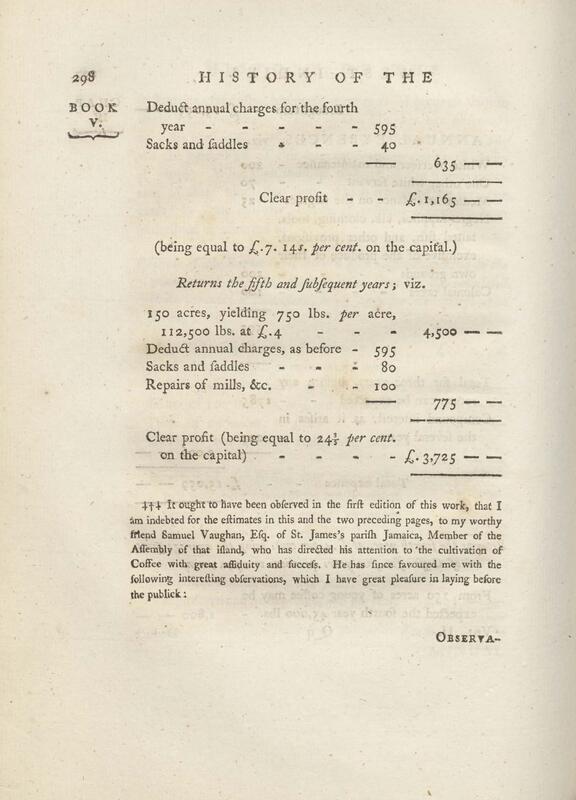 298 HISTORY OF THE
BOOK
V.
Deduct annual charges for the fourth
year - - - - - 595
Sacks and ſaddles - - - 40
635 — —
Clear profit - - £.1,165 — —
(being equal to £.7. 14s. per cent. on the capital.)
Returns the fifth and ſubſequent years; viz.
150 acres, yielding 750 lbs. per acre,
112,500 lbs. at £.4 - - - 4,500 — —
Deduct annual charges, as before - 595
Sacks and ſaddles - - - 80
Repairs of mills, &c. - - 100
775 — —
Clear profit (being equal to 24⅔ per cent.
on the capital) - - - - £.3,725 — —
‡‡‡ It ought to have been obſerved in the firſt edition of this work, that I
am indebted for the eſtimates in this and the two preceding pages, to my worthy
friend Samuel Vaughan, Eſq. of St. James's pariſh Jamaica, Member of the
Aſſembly of that iſland, who has directed his attention to the cultivation of
Coffee with great aſſiduity and ſucceſs. He has ſince favoured me with the
following intereſting obſervations, which I have great pleaſure in laying before
the publick:
OBSERVA-